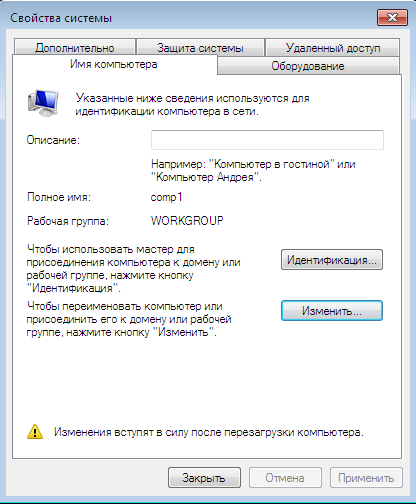 Свойства системы
Дополнительно
Защита системы
Удаленный доступ
Имя компьютера
Оборудование
Указанные ниже сведения используются для
идентификации компьютера в сети.
Описание:
Например: "Компьютер в гостиной" или
"Компьютер Андрея".
Полное имя:
comp1
Рабочая группа:
WORKGROUP
Чтобы использовать мастер для
присоединения компьютера к домену или
рабочей группе, нажмите кнопку
"Идентификация".
Идентификация...
Чтобы переименовать компьютер или
присоединить его к домену или рабочей
группе, нажмите кнопку "Изменить".
Изменить...
Изменения вступят в силу после перезагрузки компьютера.
Закрыть
Отмена
Применить